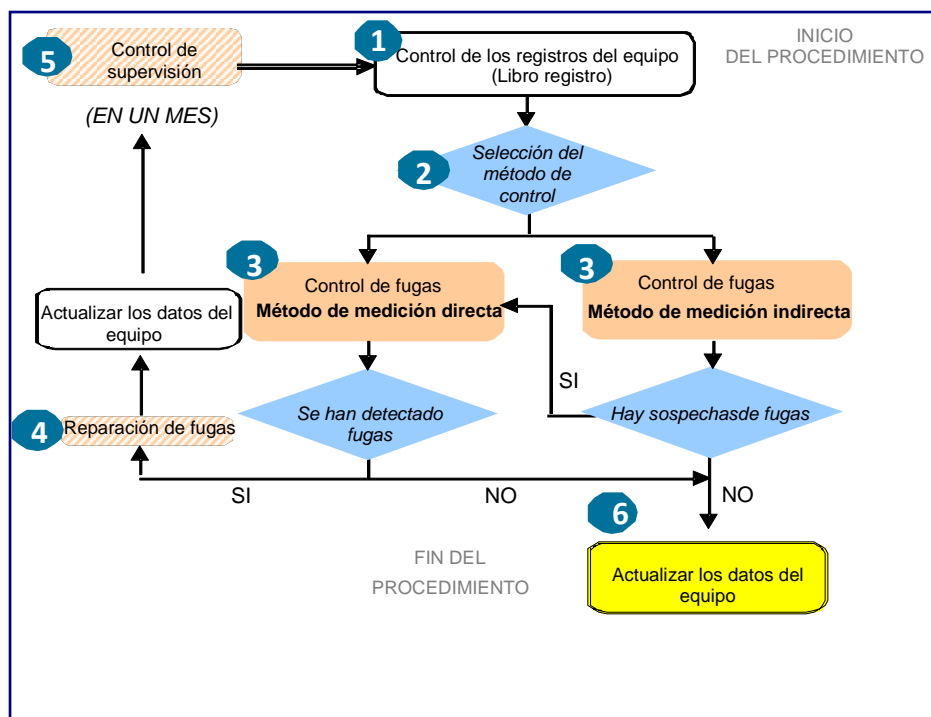 5
Control de
supervisión
1
Control de los registros del equipo
(Libro registro)
INICIO
DEL PROCEDIMIENTO
(EN UN MES)
2
Selección del
método de
control
3
Control de fugas
Método de medición directa
3
Control de fugas
Método de medición indirecta
Actualizar los datos del
equipo
SI
Se han detectado
fugas
Hay sospechasde fugas
4
Reparación de fugas
SI
NO
NO
6
FIN DEL
PROCEDIMIENTO
Actualizar los datos del
equipo